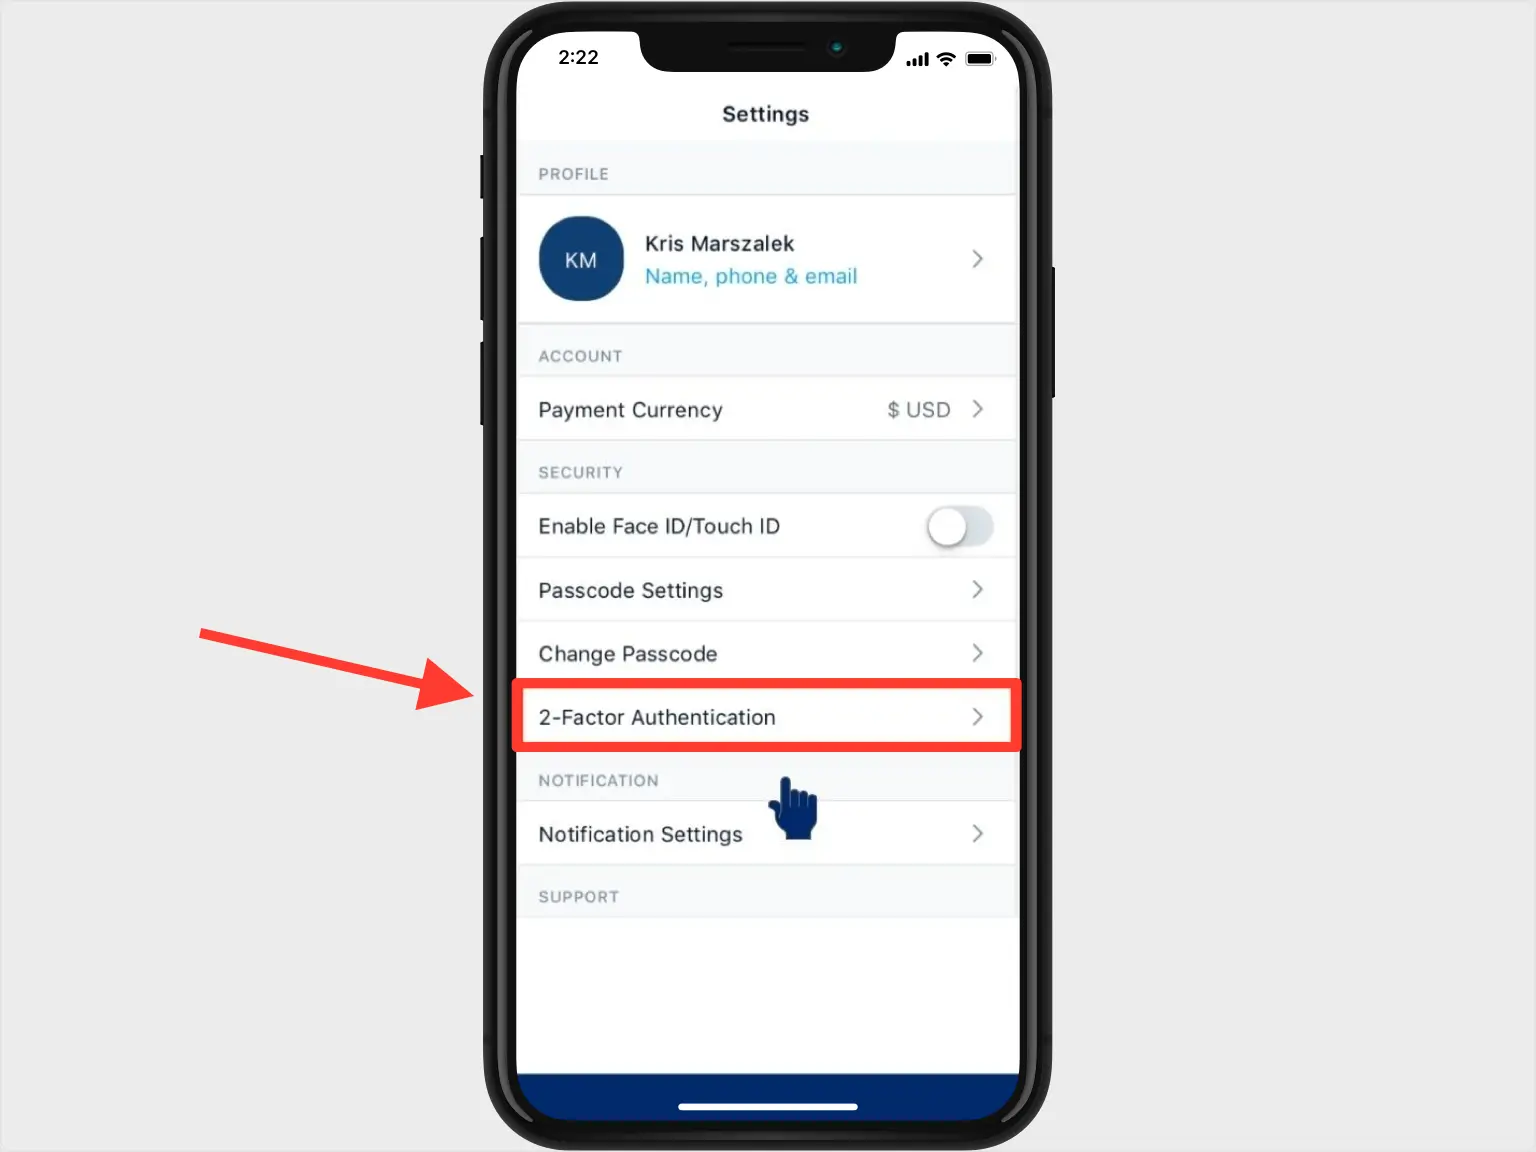 2:22
Settings
PROFILE
KM
Kris Marszalek
Name, phone & email
ACCOUNT
Payment Currency $ USD
SECURITY
Enable Face ID/Touch ID
Passcode Settings
Change Passcode
2-Factor Authentication
NOTIFICATION
Notification Settings
SUPPORT